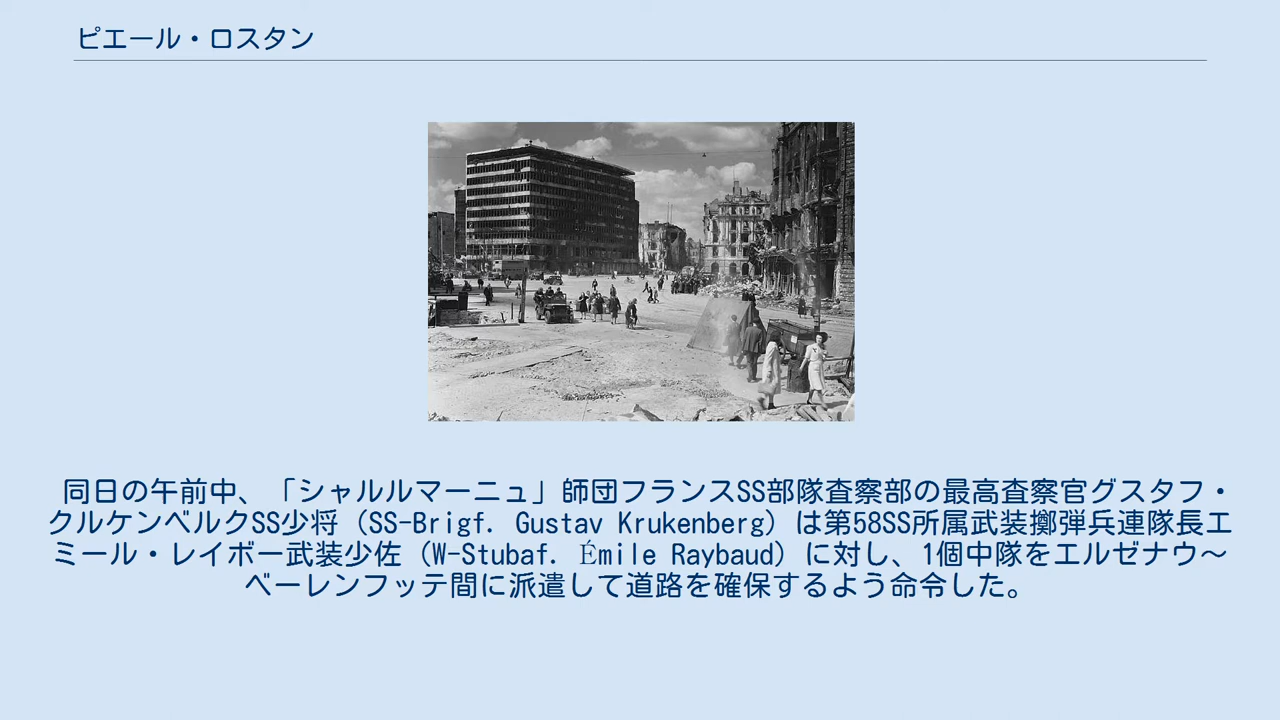 ピエール・ロスタン
同日の午前中、「シャルルマーニュ」師団フランスSS部隊査察部の最高査察官グスタフ・
クルケンベルクSS少将（SS-Brigf. Gustav Krukenberg）は第58SS所属武装擲弾兵連隊長エ
ミール・レイボー武装少佐（W-Stubaf. Émile Raybaud）に対し、1個中隊をエルゼナウ～
ベーレンフッテ間に派遣して道路を確保するよう命令した。